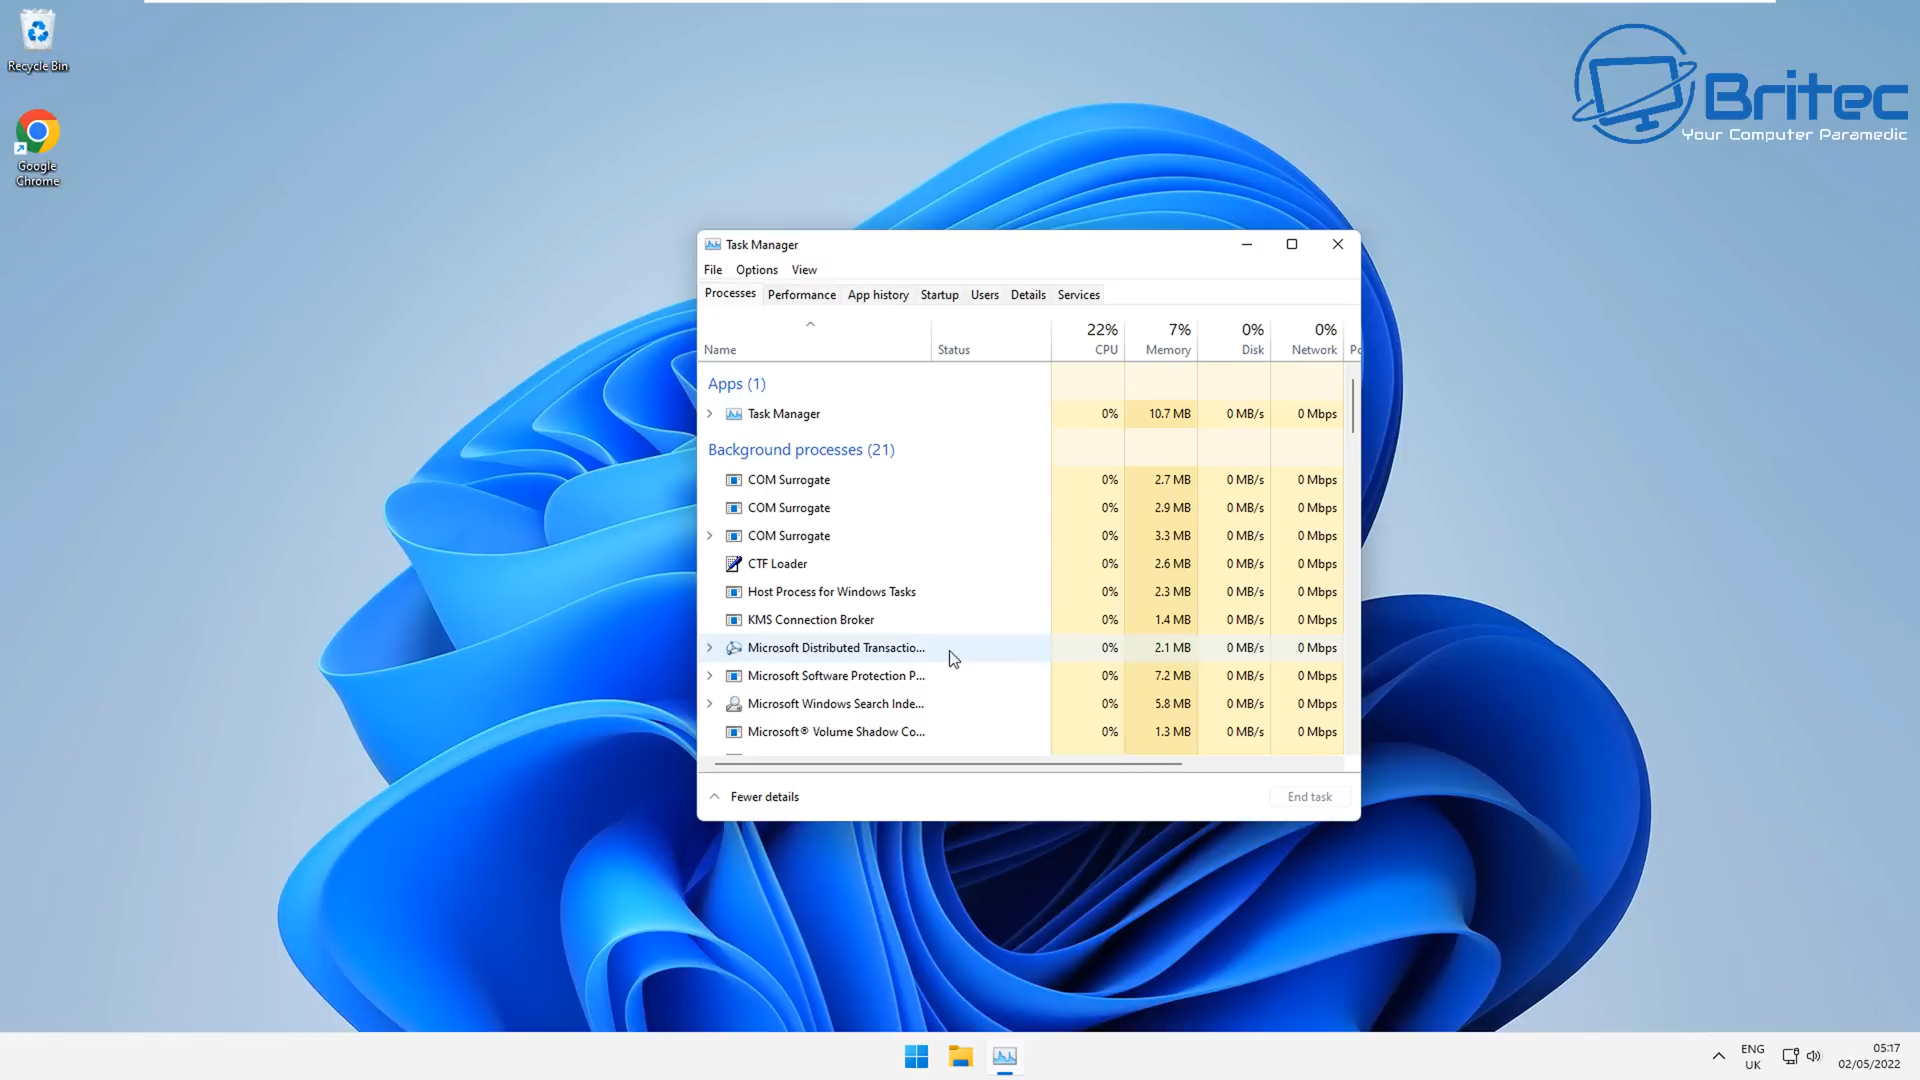 Recycle Bin
Google
Chrome
Britec
Your Computer Paramedic
Task Manager
File Options View
Processes Performance App history Startup Users Details Services
22% 7% 0% 0%
Name Status CPU Memory Disk Network
Apps (1)
Task Manager 0% 10.7 MB 0 MB/s 0 Mbps
Background processes (21)
COM Surrogate 0% 2.7 MB 0 MB/s 0 Mbps
COM Surrogate 0% 2.9 MB 0 MB/s 0 Mbps
COM Surrogate 0% 3.3 MB 0 MB/s 0 Mbps
CTF Loader 0% 2.6 MB 0 MB/s 0 Mbps
Host Process for Windows Tasks 0% 2.3 MB 0 MB/s 0 Mbps
KMS Connection Broker 0% 1.4 MB 0 MB/s 0 Mbps
Microsoft Distributed Transactio... 0% 2.1 MB 0 MB/s 0 Mbps
Microsoft Software Protection P... 0% 7.2 MB 0 MB/s 0 Mbps
Microsoft Windows Search Inde... 0% 5.8 MB 0 MB/s 0 Mbps
Microsoft® Volume Shadow Co... 0% 1.3 MB 0 MB/s 0 Mbps
Fewer details End task
ENG
UK
05:17
02/05/2022